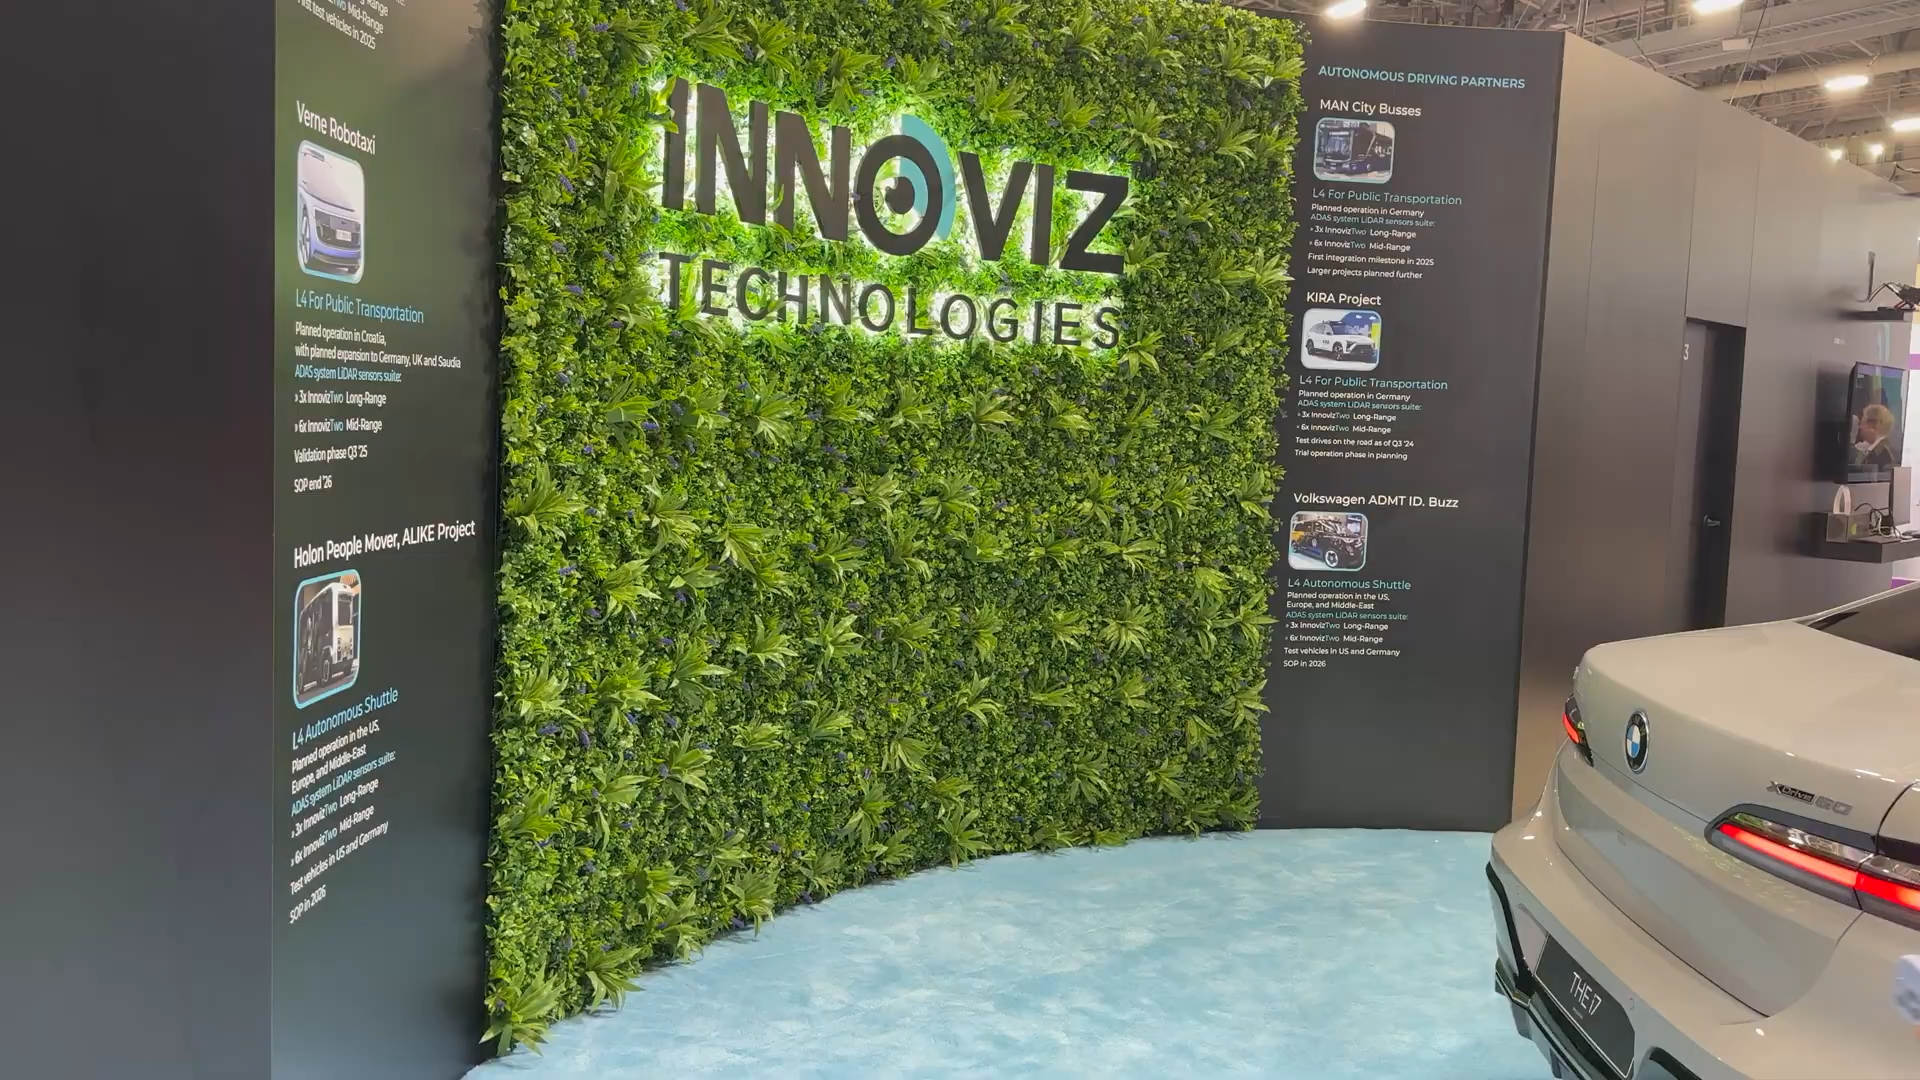 Mid-Range
First test vehicles in 2025
Verne Robotaxi
L4 For Public Transportation
Planned operation in Croatia,
with planned expansion to Germany, UK and Saudia
ADAS system LiDAR sensors suite:
» 3x InnovizTwo Long-Range
» 6x InnovizTwo Mid-Range
Validation phase Q3 '25
SOP end '26
Holon People Mover, ALIKE Project
L4 Autonomous Shuttle
Planned operation in the US,
Europe, and Middle-East
ADAS system LiDAR sensors suite:
» 3x InnovizTwo Long-Range
» 6x InnovizTwo Mid-Range
Test vehicles in US and Germany
SOP in 2026
INNOVIZ
TECHNOLOGIES
AUTONOMOUS DRIVING PARTNERS
MAN City Busses
L4 For Public Transportation
Planned operation in Germany
ADAS system LiDAR sensors suite:
» 3x InnovizTwo Long-Range
» 6x InnovizTwo Mid-Range
First integration milestone in 2025
Larger projects planned further
KIRA Project
L4 For Public Transportation
Planned operation in Germany
ADAS system LiDAR sensors suite:
» 3x InnovizTwo Long-Range
» 6x InnovizTwo Mid-Range
Test drives on the road as of Q3 '24
Trial operation phase in planning
Volkswagen ADMT ID. Buzz
L4 Autonomous Shuttle
Planned operation in the US,
Europe, and Middle-East
ADAS system LiDAR sensors suite:
» 3x InnovizTwo Long-Range
» 6x InnovizTwo Mid-Range
Test vehicles in US and Germany
SOP in 2026
3
xDrive 60
THE i7